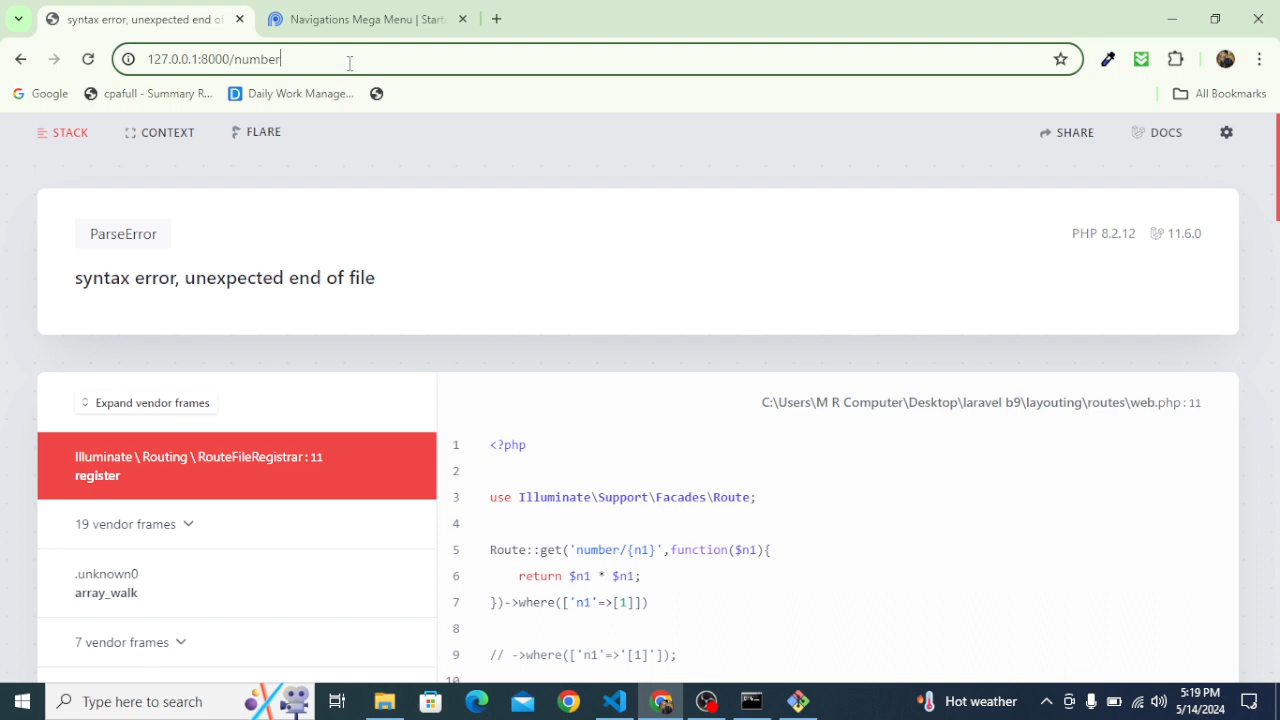 syntax error, unexpected end of
Navigations Mega Menu | Start
127.0.0.1:8000/number
Google
cpafull - Summary R...
Daily Work Manage...
All Bookmarks
STACK
CONTEXT
FLARE
SHARE
DOCS
ParseError
PHP 8.2.12
11.6.0
syntax error, unexpected end of file
Expand vendor frames
C:\Users\M R Computer\Desktop\laravel b9\layouting\routes\web.php : 11
Illuminate \ Routing \ RouteFileRegistrar : 11
register
19 vendor frames
.unknown0
array_walk
7 vendor frames
1 <?php
2
3 use Illuminate\Support\Facades\Route;
4
5 Route::get('number/{n1}',function($n1){
6 return $n1 * $n1;
7 })->where(['n1'=>[1]])
8
9 // ->where(['n1'=>'[1]']);
10
Type here to search
Hot weather
5:19 PM
5/14/2024